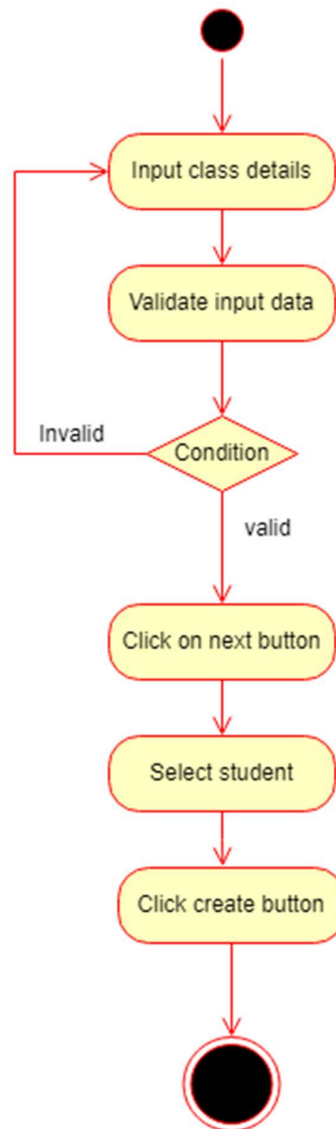 Input class details
Validate input data
Invalid
Condition
valid
Click on next button
Select student
Click create button